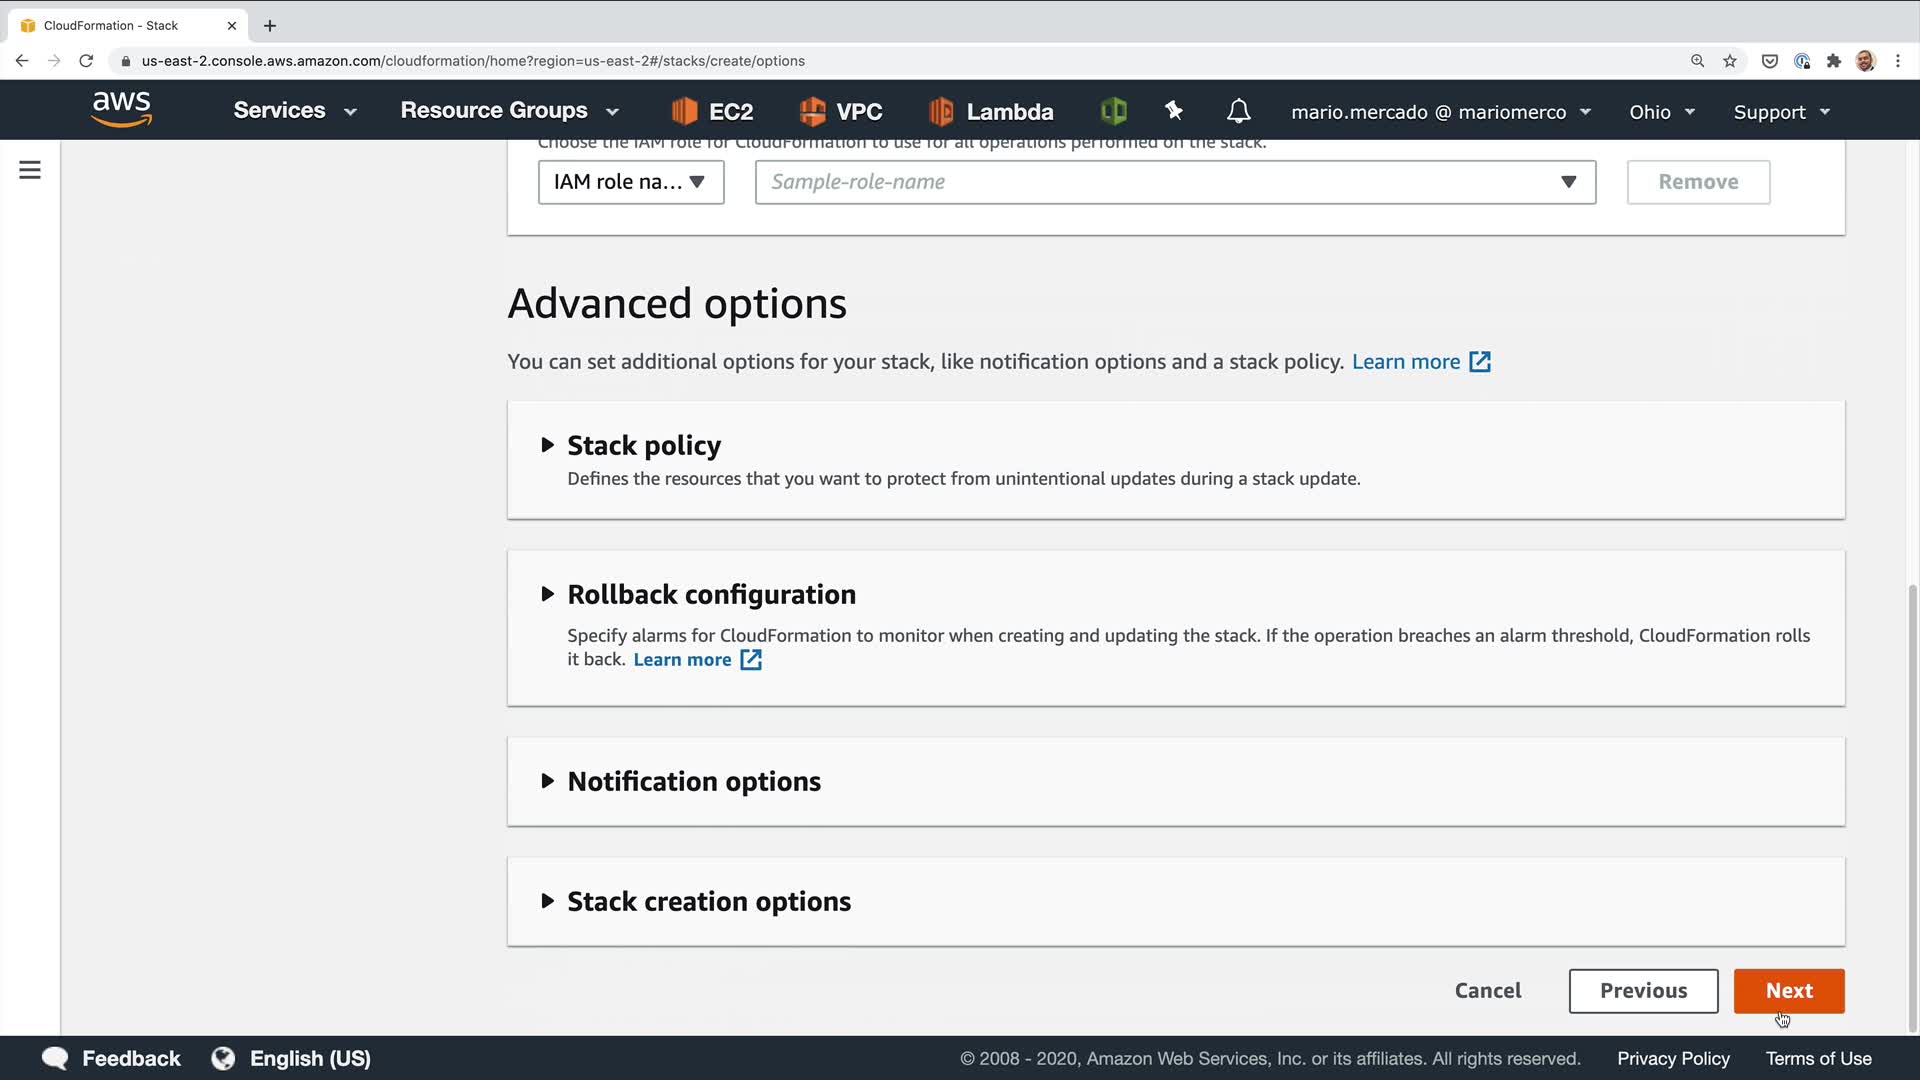 CloudFormation - Stack
us-east-2.console.aws.amazon.com/cloudformation/home?region=us-east-2#/stacks/create/options
aws
Services
Resource Groups
EC2
VPC
Lambda
mario.mercado @ mariomerco
Ohio
Support
Choose the IAM role for CloudFormation to use for all operations performed on the stack.
IAM role na...
Sample-role-name
Remove
Advanced options
You can set additional options for your stack, like notification options and a stack policy. Learn more
Stack policy
Defines the resources that you want to protect from unintentional updates during a stack update.
Rollback configuration
Specify alarms for CloudFormation to monitor when creating and updating the stack. If the operation breaches an alarm threshold, CloudFormation rolls
it back. Learn more
Notification options
Stack creation options
Cancel
Previous
Next
Feedback
English (US)
© 2008 - 2020, Amazon Web Services, Inc. or its affiliates. All rights reserved.
Privacy Policy
Terms of Use